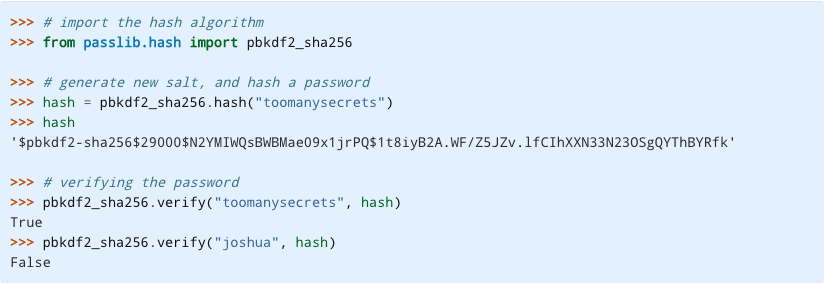 >>> # import the hash algorithm
>>> from passlib.hash import pbkdf2_sha256
>>> # generate new salt, and hash a password
>>> hash = pbkdf2_sha256.hash("toomanysecrets")
>>> hash
'$pbkdf2-sha256$29000$N2YMIWQsBWBMae09x1jrPQ$1t8iyB2A.WF/Z5JZv.lfCIhXXN33N23OSgQYThBYRfk'
>>> # verifying the password
>>> pbkdf2_sha256.verify("toomanysecrets", hash)
True
>>> pbkdf2_sha256.verify("joshua", hash)
False